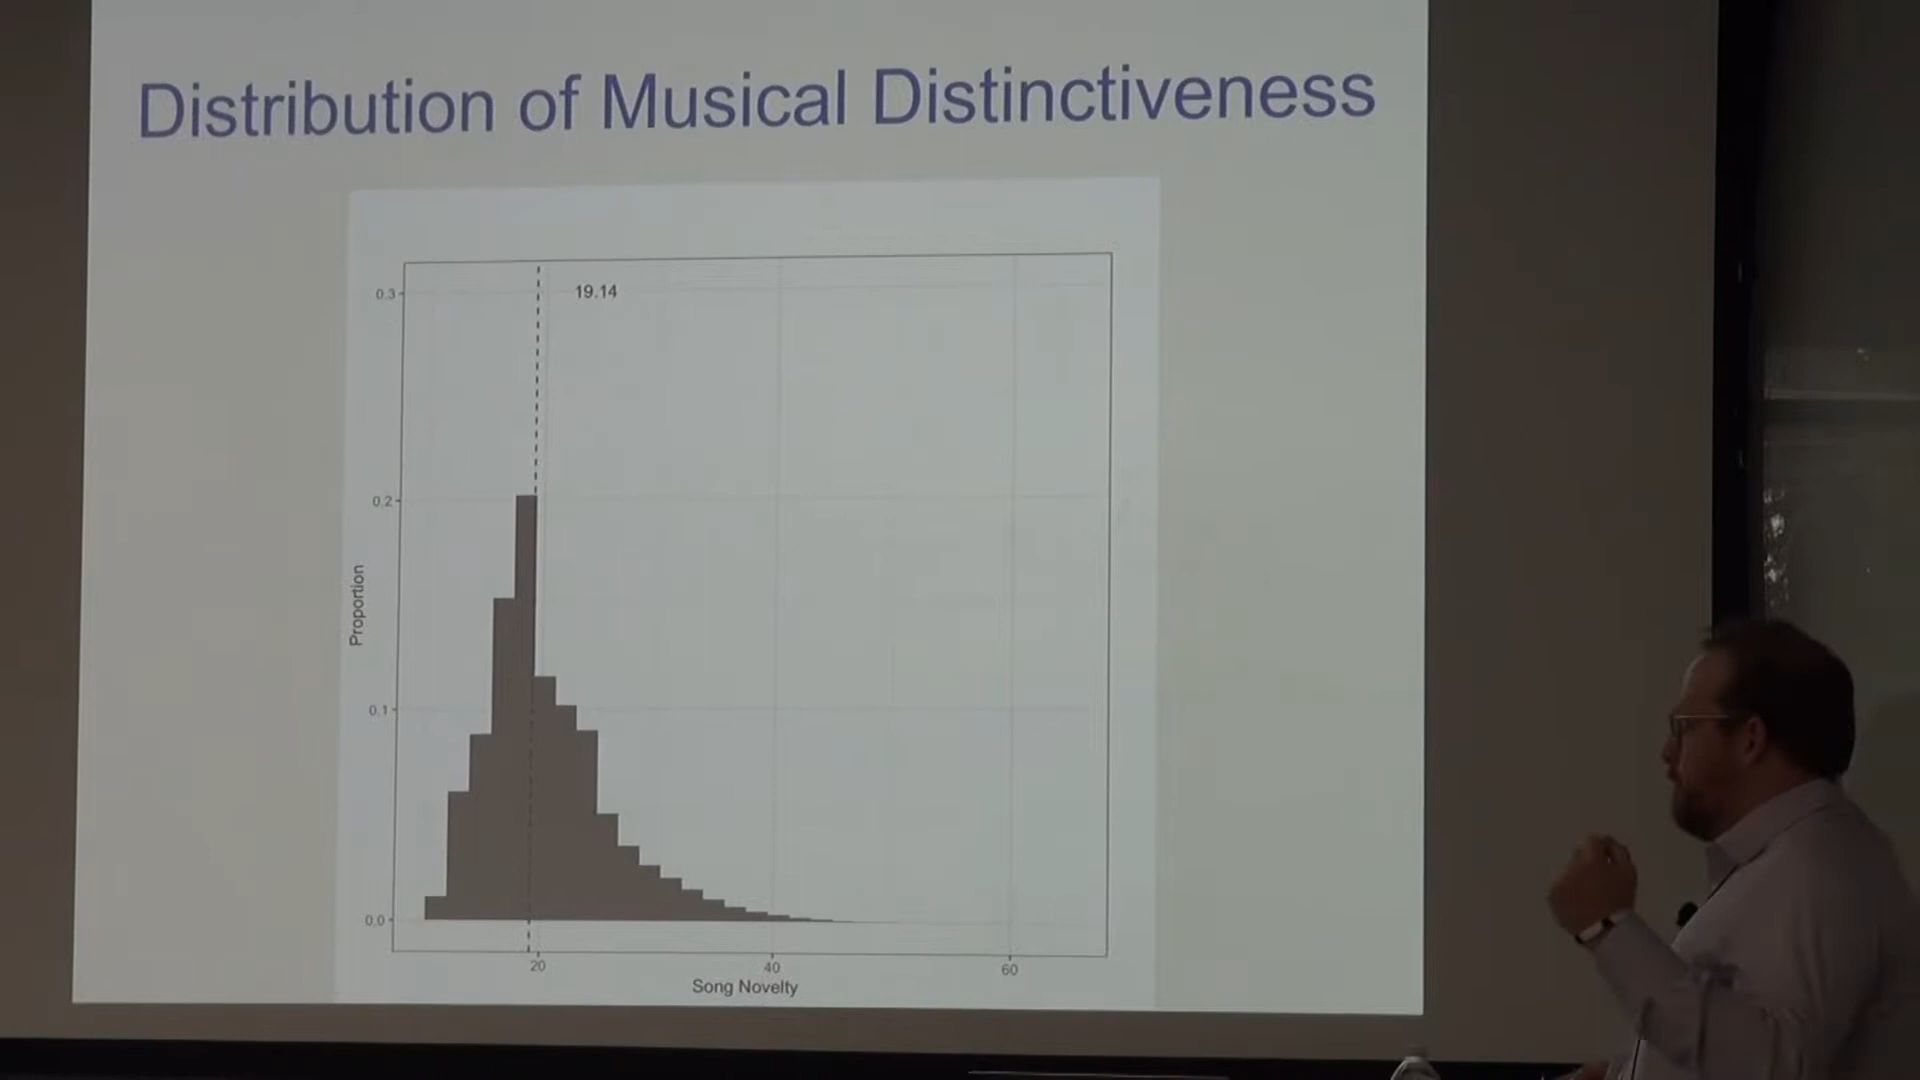 Distribution of Musical Distinctiveness
19.14
0.3
0.2
0.1
0.0
Proportion
20
40
60
Song Novelty